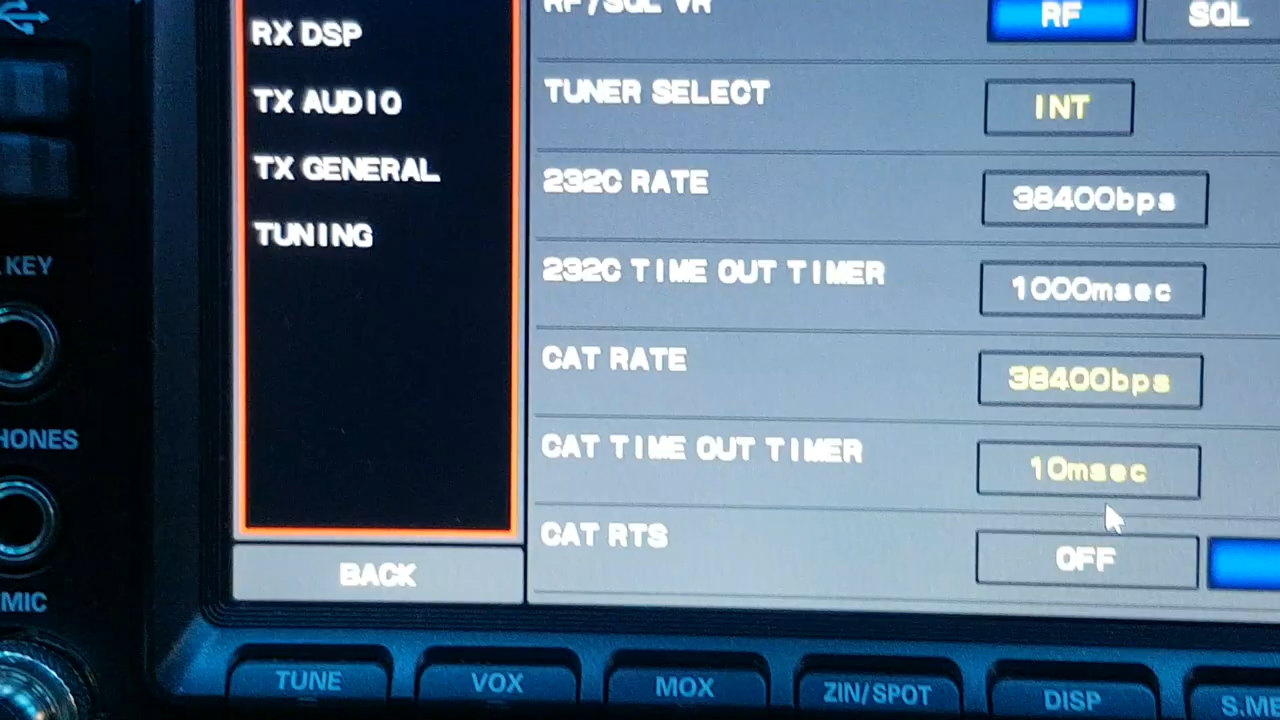 RF/SQL VR RF SQL
RX DSP
TUNER SELECT INT
TX AUDIO
TX GENERAL
232C RATE 38400bps
TUNING
232C TIME OUT TIMER 1000msec
KEY
CAT RATE 38400bps
HONES
CAT TIME OUT TIMER 10msec
CAT RTS OFF
BACK
MIC
TUNE VOX MOX ZIN/SPOT DISP S.ME